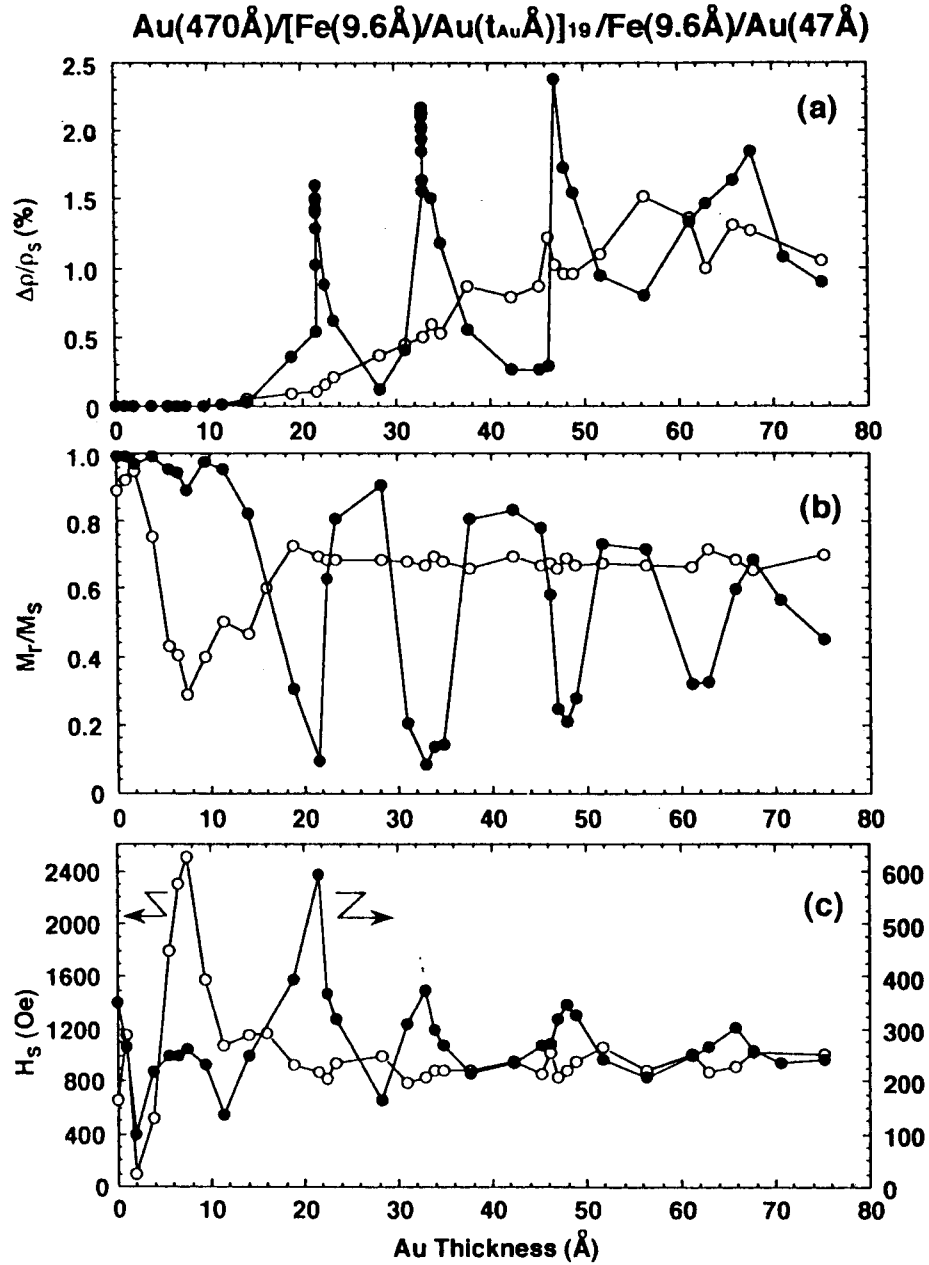 Au(470Å)/[Fe(9.6Å)/Au(tAuÅ)]19/Fe(9.6Å)/Au(47Å)
2.5
2.0
1.5
1.0
0.5
0
Δρ/ρs (%)
(a)
0 10 20 30 40 50 60 70 80
1.0
0.8
0.6
0.4
0.2
0
Mr/Ms
(b)
0 10 20 30 40 50 60 70 80
2400
2000
1600
1200
800
400
0
Hs (Oe)
(c)
600
500
400
300
200
100
0
0 10 20 30 40 50 60 70 80
Au Thickness (Å)